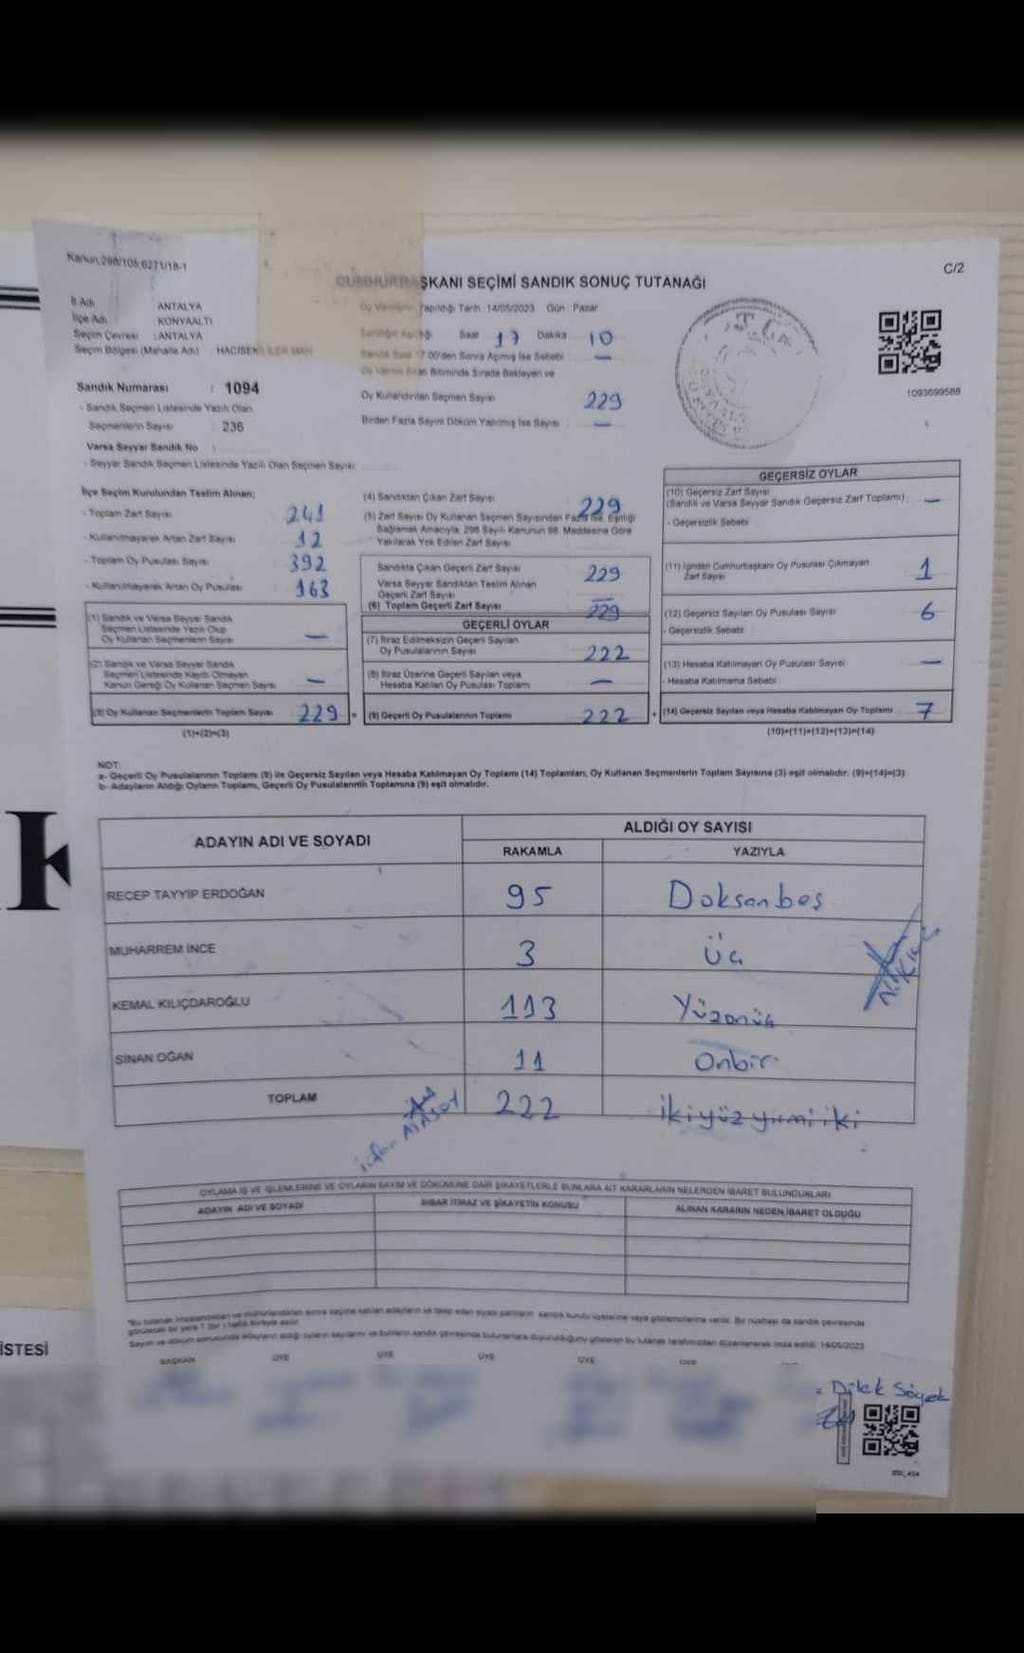 Kanun:298/105;6271/18-1
C/2
CUMHURBAŞKANI SEÇİMİ SANDIK SONUÇ TUTANAĞI
İl Adı ANTALYA
İlçe Adı KONYAALTI
Seçim Çevresi : ANTALYA
Seçim Bölgesi (Mahalle Adı) HACISEK
Yapıldığı Tarih : 14/05/2023 Gün : Pazar
Saat 17 Dakika 10
7 00'den Sonra Açılmış İse Sebebi —
Bitiminde Sırada Bekleyen ve
Oy Kullandırılan Seçmen Sayısı 229
Birden Fazla Sayım Döküm Yapılmış İse Sayısı —
1093699588
Sandık Numarası : 1094
- Sandık Seçmen Listesinde Yazılı Olan
Seçmenlerin Sayısı : 236
Varsa Seyyar Sandık No :
- Seyyar Sandık Seçmen Listesinde Yazılı Olan Seçmen Sayısı
İlçe Seçim Kurulundan Teslim Alınan;
- Toplam Zarf Sayısı 241
- Kullanılmayarak Artan Zarf Sayısı 12
- Toplam Oy Pusulası Sayısı 392
- Kullanılmayarak Artan Oy Pusulası 163
(1) Sandık ve Varsa Seyyar Sandık
Seçmen Listesinde Yazılı Olup
Oy Kullanan Seçmenlerin Sayısı —
(2) Sandık ve Varsa Seyyar Sandık
Seçmen Listesinde Kayıtlı Olmayan
Kanun Gereği Oy Kullanan Seçmen Sayısı —
(3) Oy Kullanan Seçmenlerin Toplam Sayısı 229
(1)+(2)=(3)
(4) Sandıktan Çıkan Zarf Sayısı 229
(5) Zarf Sayısı Oy Kullanan Seçmen Sayısından Fazla İse, Eşitliği
Sağlamak Amacıyla, 298 Sayılı Kanunun 98. Maddesine Göre
Yakılarak Yok Edilen Zarf Sayısı
Sandıkta Çıkan Geçerli Zarf Sayısı 229
Varsa Seyyar Sandıktan Teslim Alınan
Geçerli Zarf Sayısı —
(6) Toplam Geçerli Zarf Sayısı 229
GEÇERLİ OYLAR
(7) İtiraz Edilmeksizin Geçerli Sayılan
Oy Pusulalarının Sayısı 222
(8) İtiraz Üzerine Geçerli Sayılan veya
Hesaba Katılan Oy Pusulası Toplamı —
(9) Geçerli Oy Pusulalarının Toplamı 222
GEÇERSİZ OYLAR
(10) Geçersiz Zarf Sayısı
(Sandık ve Varsa Seyyar Sandık Geçersiz Zarf Toplamı) —
- Geçersizlik Sebebi
(11) İçinden Cumhurbaşkanı Oy Pusulası Çıkmayan
Zarf Sayısı 1
(12) Geçersiz Sayılan Oy Pusulası Sayısı 6
- Geçersizlik Sebebi
(13) Hesaba Katılmayan Oy Pusulası Sayısı —
- Hesaba Katılmama Sebebi
(14) Geçersiz Sayılan veya Hesaba Katılmayan Oy Toplamı 7
(10)+(11)+(12)+(13)=(14)
NOT:
a- Geçerli Oy Pusulalarının Toplamı (9) ile Geçersiz Sayılan veya Hesaba Katılmayan Oy Toplamı (14) Toplamları, Oy Kullanan Seçmenlerin Toplam Sayısına (3) eşit olmalıdır. (9)+(14)=(3)
b- Adayların Aldığı Oyların Toplamı, Geçerli Oy Pusulalarının Toplamına (9) eşit olmalıdır.
ADAYIN ADI VE SOYADI ALDIĞI OY SAYISI
RAKAMLA YAZIYLA
RECEP TAYYİP ERDOĞAN 95 Doksanbeş
MUHARREM İNCE 3 Üç
KEMAL KILIÇDAROĞLU 113 Yüzonüç
SİNAN OĞAN 11 Onbir
TOPLAM 222 ikiyüzyirmiiki
OYLAMA İŞ VE İŞLEMLERİNE VE OYLARIN SAYIM VE DÖKÜMÜNE DAİR ŞİKAYETLERLE BUNLARA AİT KARARLARIN NELERDEN İBARET BULUNDUKLARI
ADAYIN ADI VE SOYADI İHBAR İTİRAZ VE ŞİKAYETİN KONUSU ALINAN KARARIN NEDEN İBARET OLDUĞU
BAŞKAN ÜYE ÜYE ÜYE ÜYE ÜYE
Dilek
K
İSTESİ